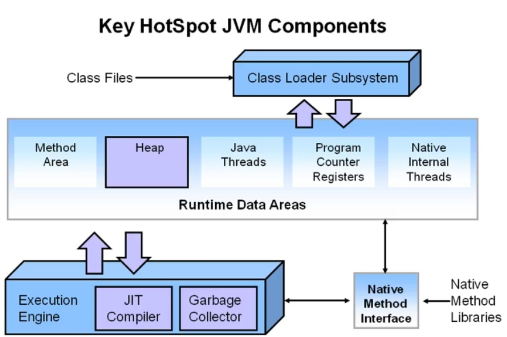 Key HotSpot JVM Components
Class Files
Class Loader Subsystem
Method
Area
Heap
Java
Threads
Program
Counter
Registers
Native
Internal
Threads
Runtime Data Areas
Execution
Engine
JIT
Compiler
Garbage
Collector
Native
Method
Interface
Native
Method
Libraries